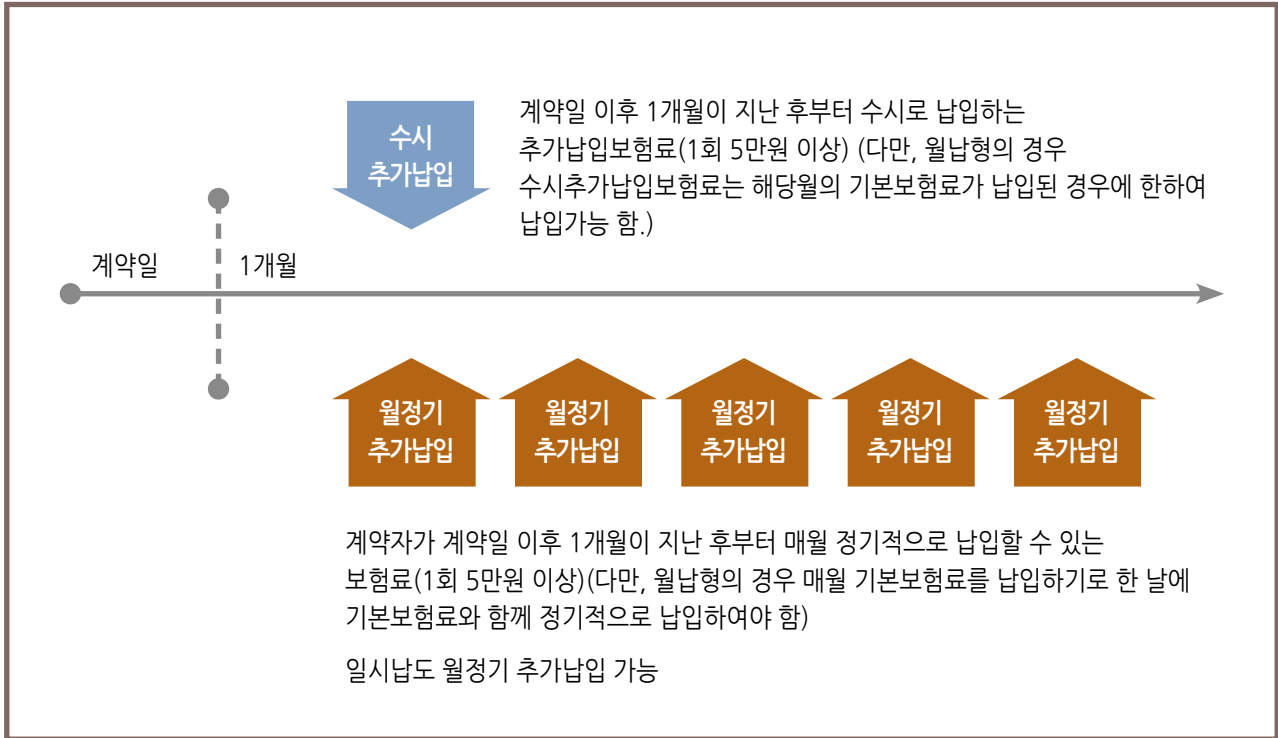 수시
추가납입
계약일 이후 1개월이 지난 후부터 수시로 납입하는
추가납입보험료(1회 5만원 이상) (다만, 월납형의 경우
수시추가납입보험료는 해당월의 기본보험료가 납입된 경우에 한하여
납입가능 함.)
계약일
1개월
월정기
추가납입
월정기
추가납입
월정기
추가납입
월정기
추가납입
월정기
추가납입
계약자가 계약일 이후 1개월이 지난 후부터 매월 정기적으로 납입할 수 있는
보험료(1회 5만원 이상)(다만, 월납형의 경우 매월 기본보험료를 납입하기로 한 날에
기본보험료와 함께 정기적으로 납입하여야 함)
일시납도 월정기 추가납입 가능